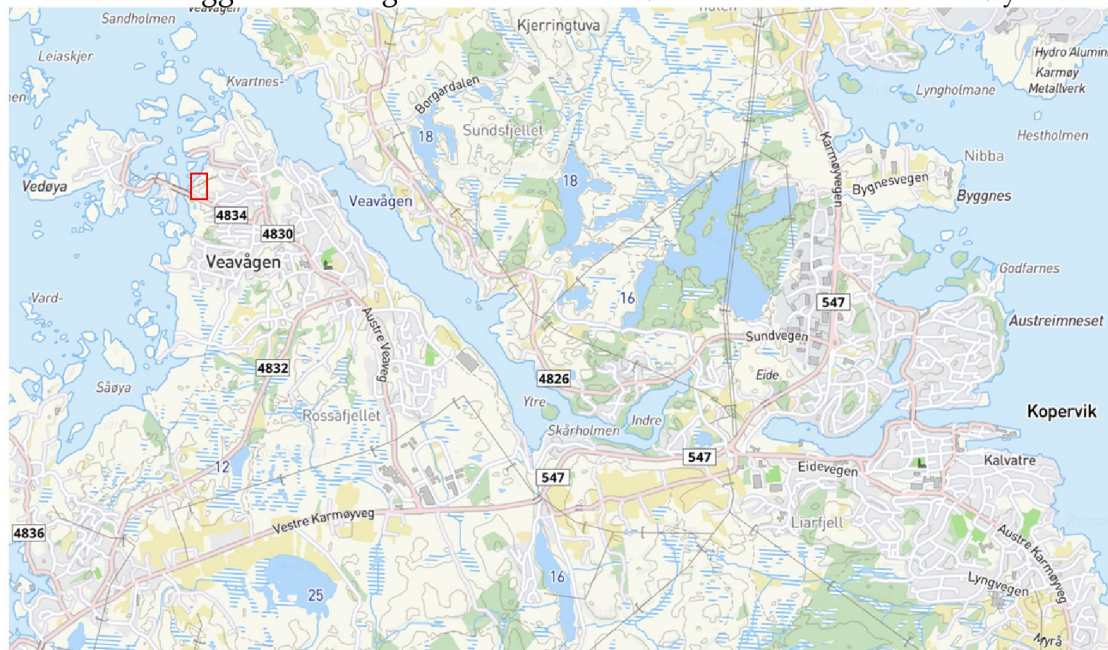 Sandholmen
Veavågen
Kjerringtuva
Leiaskjer
Kvartnes-
Borgardalen
Hydro Alumin
Karmøy
Metallverk
Lyngholmane
18
Sundsfjellet
Hestholmen
Karmøyvegen
Nibba
Vedøya
18
Bygnesvegen
Byggnes
Veavågen
4834
4830
Veavågen
Godfarnes
Vard-
16
547
Austreimneset
Austre Veaveg
Sundvegen
4832
4826
Eide
Såøya
Ytre
Rossafjellet
Indre
Kopervik
Skårholmen
12
547
547
Eidevegen
Kalvatre
4836
Vestre Karmøyveg
Liarfjell
Austre Karmøyveg
16
25
Lyngvegen
Myrå